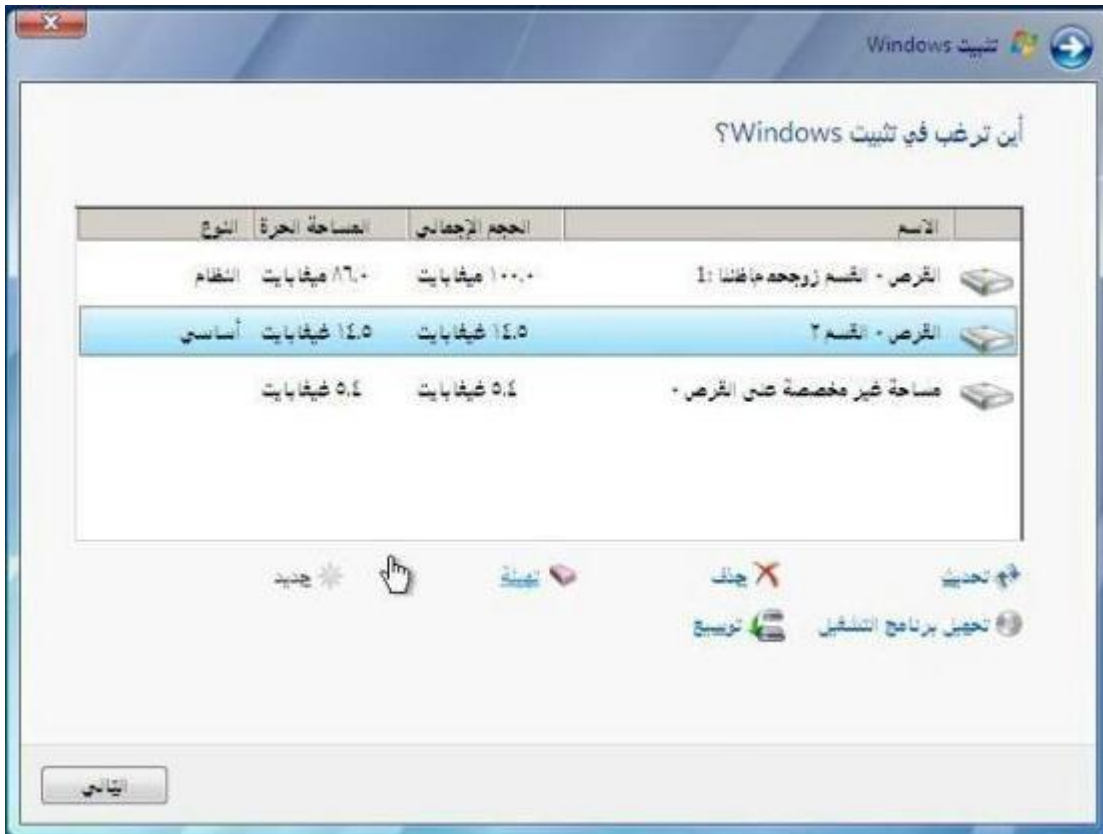 تثبيت Windows
أين ترغب في تثبيت Windows؟
الاسم الحجم الإجمالي المساحة الحرة النوع
القرص ٠ القسم 1: ١٠٠.٠ ميغابايت ٨٦.٠ ميغابايت النظام
القرص ٠ القسم ٢ ١٤.٥ غيغابايت ١٤.٥ غيغابايت أساسي
مساحة غير مخصصة على القرص ٠ ٥.٤ غيغابايت ٥.٤ غيغابايت
تحديث حذف تهيئة جديد
تحميل برنامج التشغيل توسيع
التالي